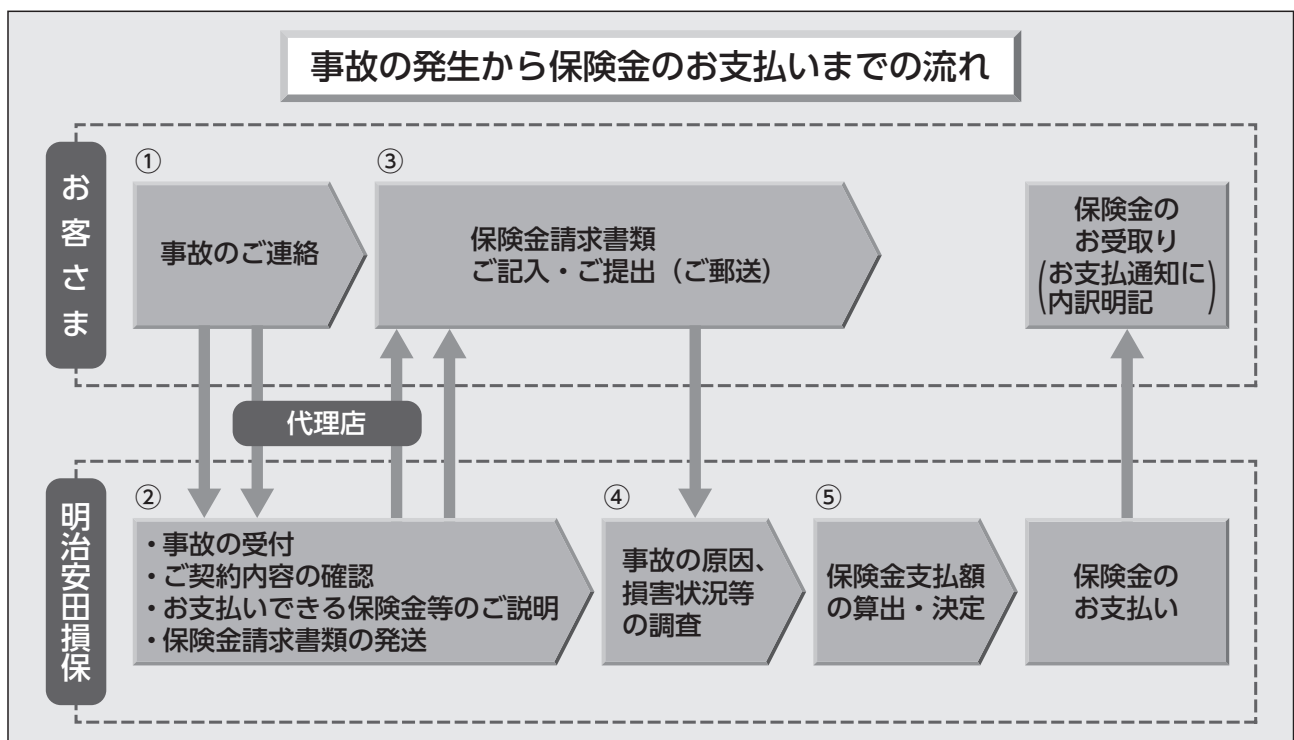 事故の発生から保険金のお支払いまでの流れ
お客さま
①
事故のご連絡
③
保険金請求書類
ご記入・ご提出（ご郵送）
保険金の
お受取り
（お支払通知に
内訳明記）
代理店
明治安田損保
②
・事故の受付
・ご契約内容の確認
・お支払いできる保険金等のご説明
・保険金請求書類の発送
④
事故の原因、
損害状況等
の調査
⑤
保険金支払額
の算出・決定
保険金の
お支払い